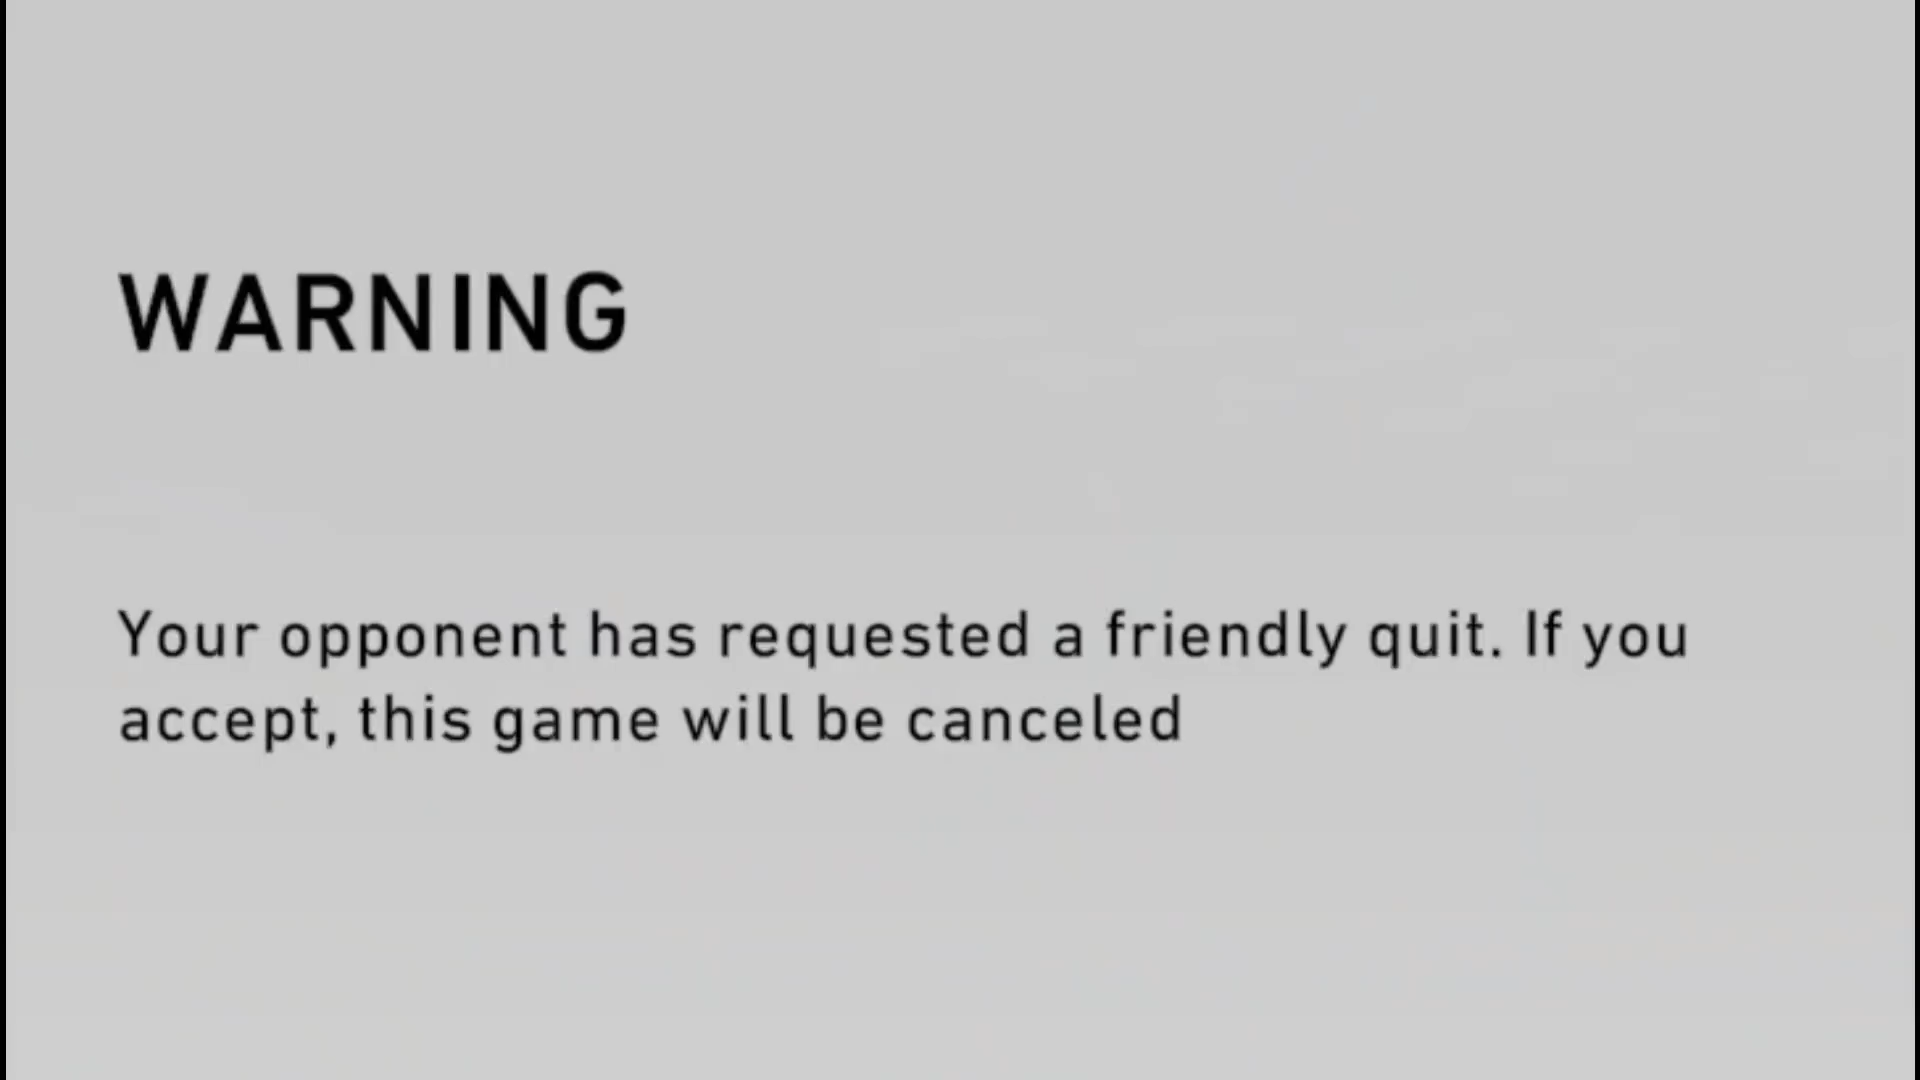 WARNING
Your opponent has requested a friendly quit. If you
accept, this game will be canceled